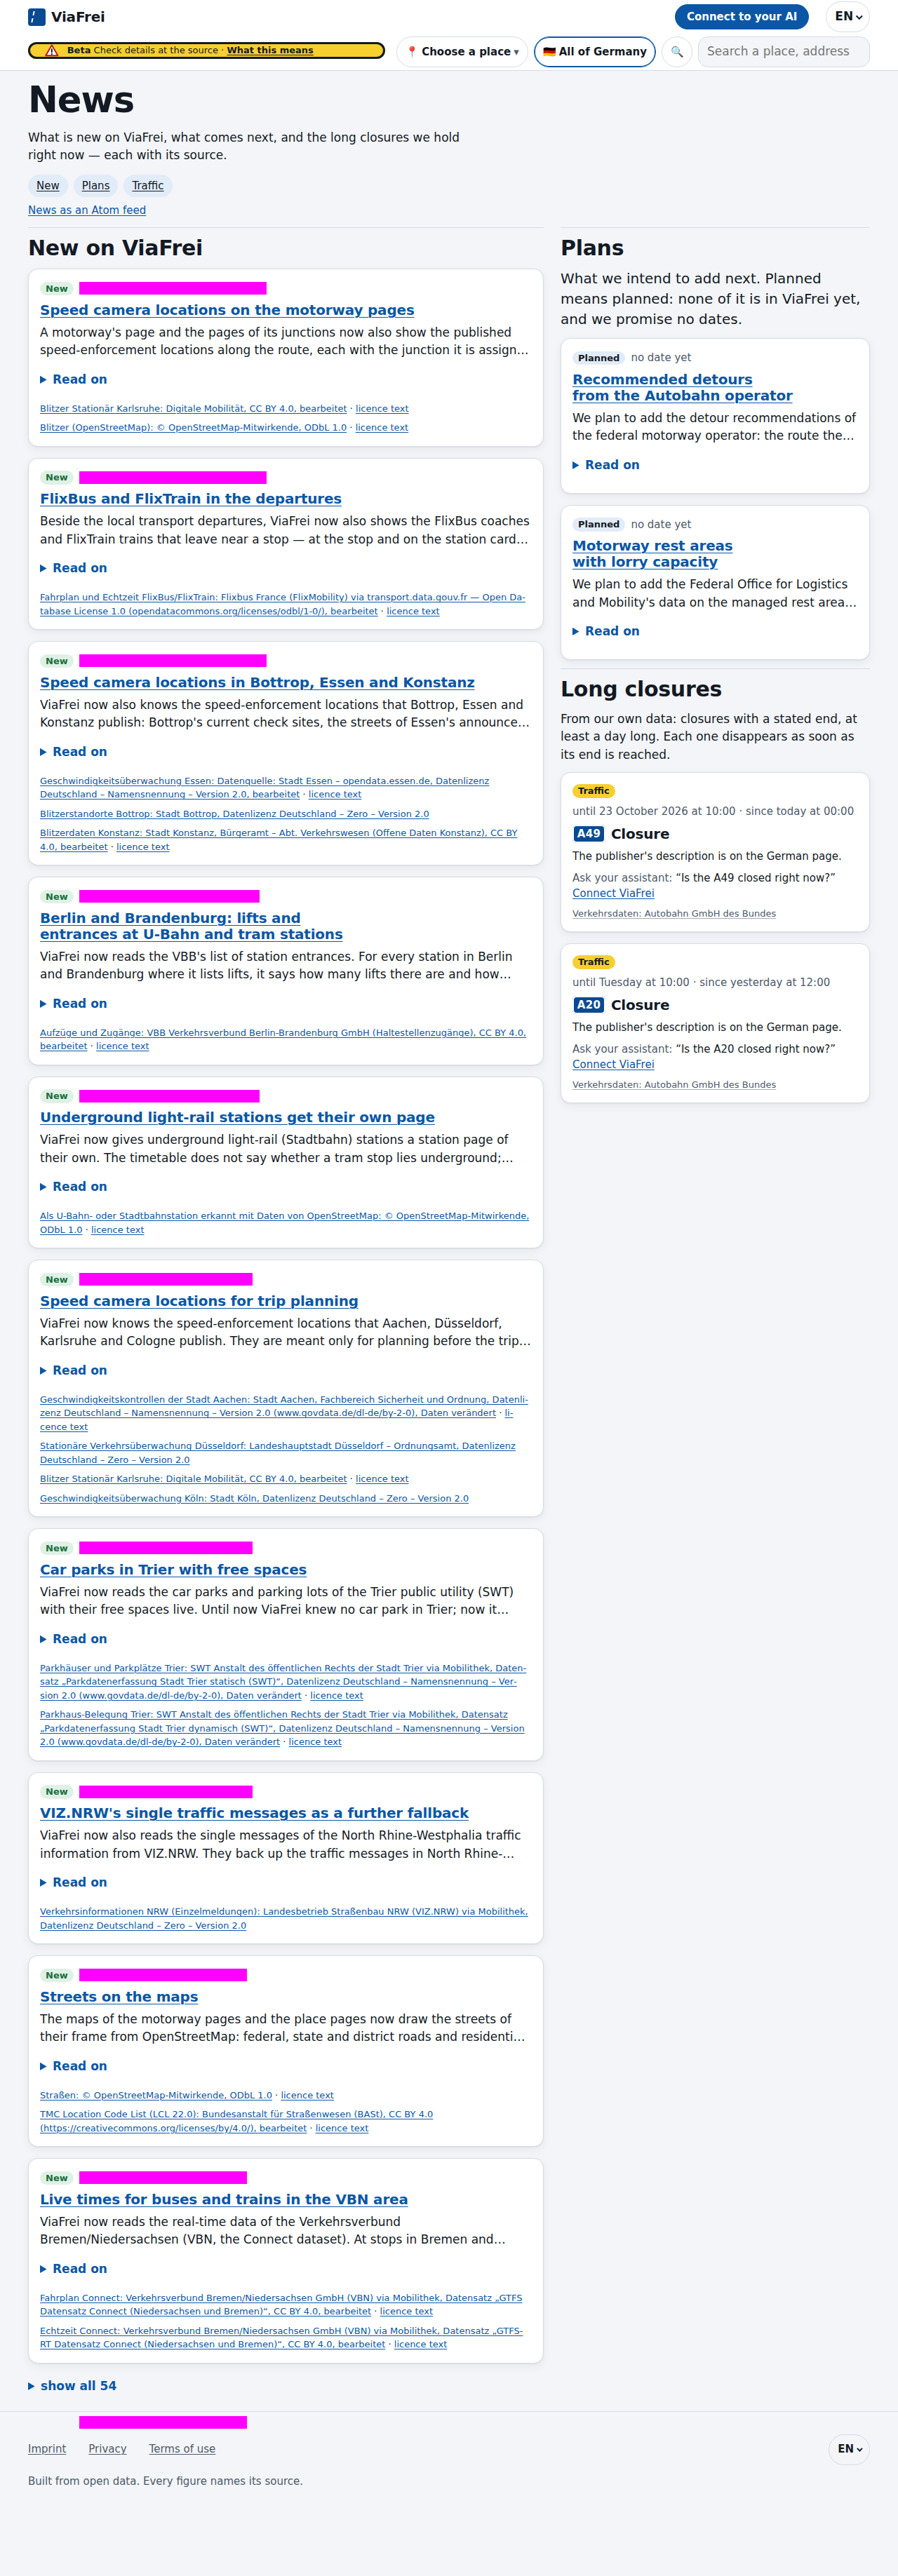 ViaFrei
Connect to your AI
EN
Beta Check details at the source · What this means
Choose a place
All of Germany
Search a place, address
News
What is new on ViaFrei, what comes next, and the long closures we hold
right now — each with its source.
New
Plans
Traffic
News as an Atom feed
New on ViaFrei
New
Speed camera locations on the motorway pages
A motorway's page and the pages of its junctions now also show the published
speed-enforcement locations along the route, each with the junction it is assign…
Read on
Blitzer Stationär Karlsruhe: Digitale Mobilität, CC BY 4.0, bearbeitet · licence text
Blitzer (OpenStreetMap): © OpenStreetMap-Mitwirkende, ODbL 1.0 · licence text
New
FlixBus and FlixTrain in the departures
Beside the local transport departures, ViaFrei now also shows the FlixBus coaches
and FlixTrain trains that leave near a stop — at the stop and on the station card…
Read on
Fahrplan und Echtzeit FlixBus/FlixTrain: Flixbus France (FlixMobility) via transport.data.gouv.fr — Open Da-
tabase License 1.0 (opendatacommons.org/licenses/odbl/1-0/), bearbeitet · licence text
New
Speed camera locations in Bottrop, Essen and Konstanz
ViaFrei now also knows the speed-enforcement locations that Bottrop, Essen and
Konstanz publish: Bottrop's current check sites, the streets of Essen's announce…
Read on
Geschwindigkeitsüberwachung Essen: Datenquelle: Stadt Essen – opendata.essen.de, Datenlizenz
Deutschland – Namensnennung – Version 2.0, bearbeitet · licence text
Blitzerstandorte Bottrop: Stadt Bottrop, Datenlizenz Deutschland – Zero – Version 2.0
Blitzerdaten Konstanz: Stadt Konstanz, Bürgeramt – Abt. Verkehrswesen (Offene Daten Konstanz), CC BY
4.0, bearbeitet · licence text
New
Berlin and Brandenburg: lifts and
entrances at U-Bahn and tram stations
ViaFrei now reads the VBB's list of station entrances. For every station in Berlin
and Brandenburg where it lists lifts, it says how many lifts there are and how…
Read on
Aufzüge und Zugänge: VBB Verkehrsverbund Berlin-Brandenburg GmbH (Haltestellenzugänge), CC BY 4.0,
bearbeitet · licence text
New
Underground light-rail stations get their own page
ViaFrei now gives underground light-rail (Stadtbahn) stations a station page of
their own. The timetable does not say whether a tram stop lies underground;…
Read on
Als U-Bahn- oder Stadtbahnstation erkannt mit Daten von OpenStreetMap: © OpenStreetMap-Mitwirkende,
ODbL 1.0 · licence text
New
Speed camera locations for trip planning
ViaFrei now knows the speed-enforcement locations that Aachen, Düsseldorf,
Karlsruhe and Cologne publish. They are meant only for planning before the trip…
Read on
Geschwindigkeitskontrollen der Stadt Aachen: Stadt Aachen, Fachbereich Sicherheit und Ordnung, Datenli-
zenz Deutschland – Namensnennung – Version 2.0 (www.govdata.de/dl-de/by-2-0), Daten verändert · li-
cence text
Stationäre Verkehrsüberwachung Düsseldorf: Landeshauptstadt Düsseldorf – Ordnungsamt, Datenlizenz
Deutschland – Zero – Version 2.0
Blitzer Stationär Karlsruhe: Digitale Mobilität, CC BY 4.0, bearbeitet · licence text
Geschwindigkeitsüberwachung Köln: Stadt Köln, Datenlizenz Deutschland – Zero – Version 2.0
New
Car parks in Trier with free spaces
ViaFrei now reads the car parks and parking lots of the Trier public utility (SWT)
with their free spaces live. Until now ViaFrei knew no car park in Trier; now it…
Read on
Parkhäuser und Parkplätze Trier: SWT Anstalt des öffentlichen Rechts der Stadt Trier via Mobilithek, Daten-
satz „Parkdatenerfassung Stadt Trier statisch (SWT)“, Datenlizenz Deutschland – Namensnennung – Ver-
sion 2.0 (www.govdata.de/dl-de/by-2-0), Daten verändert · licence text
Parkhaus-Belegung Trier: SWT Anstalt des öffentlichen Rechts der Stadt Trier via Mobilithek, Datensatz
„Parkdatenerfassung Stadt Trier dynamisch (SWT)“, Datenlizenz Deutschland – Namensnennung – Version
2.0 (www.govdata.de/dl-de/by-2-0), Daten verändert · licence text
New
VIZ.NRW's single traffic messages as a further fallback
ViaFrei now also reads the single messages of the North Rhine-Westphalia traffic
information from VIZ.NRW. They back up the traffic messages in North Rhine-…
Read on
Verkehrsinformationen NRW (Einzelmeldungen): Landesbetrieb Straßenbau NRW (VIZ.NRW) via Mobilithek,
Datenlizenz Deutschland – Zero – Version 2.0
New
Streets on the maps
The maps of the motorway pages and the place pages now draw the streets of
their frame from OpenStreetMap: federal, state and district roads and residenti…
Read on
Straßen: © OpenStreetMap-Mitwirkende, ODbL 1.0 · licence text
TMC Location Code List (LCL 22.0): Bundesanstalt für Straßenwesen (BASt), CC BY 4.0
(https://creativecommons.org/licenses/by/4.0/), bearbeitet · licence text
New
Live times for buses and trains in the VBN area
ViaFrei now reads the real-time data of the Verkehrsverbund
Bremen/Niedersachsen (VBN, the Connect dataset). At stops in Bremen and…
Read on
Fahrplan Connect: Verkehrsverbund Bremen/Niedersachsen GmbH (VBN) via Mobilithek, Datensatz „GTFS
Datensatz Connect (Niedersachsen und Bremen)“, CC BY 4.0, bearbeitet · licence text
Echtzeit Connect: Verkehrsverbund Bremen/Niedersachsen GmbH (VBN) via Mobilithek, Datensatz „GTFS-
RT Datensatz Connect (Niedersachsen und Bremen)“, CC BY 4.0, bearbeitet · licence text
show all 54
Plans
What we intend to add next. Planned
means planned: none of it is in ViaFrei yet,
and we promise no dates.
Planned no date yet
Recommended detours
from the Autobahn operator
We plan to add the detour recommendations of
the federal motorway operator: the route the…
Read on
Planned no date yet
Motorway rest areas
with lorry capacity
We plan to add the Federal Office for Logistics
and Mobility's data on the managed rest area…
Read on
Long closures
From our own data: closures with a stated end, at
least a day long. Each one disappears as soon as
its end is reached.
Traffic
until 23 October 2026 at 10:00 · since today at 00:00
A49 Closure
The publisher's description is on the German page.
Ask your assistant: “Is the A49 closed right now?”
Connect ViaFrei
Verkehrsdaten: Autobahn GmbH des Bundes
Traffic
until Tuesday at 10:00 · since yesterday at 12:00
A20 Closure
The publisher's description is on the German page.
Ask your assistant: “Is the A20 closed right now?”
Connect ViaFrei
Verkehrsdaten: Autobahn GmbH des Bundes
Imprint
Privacy
Terms of use
EN
Built from open data. Every figure names its source.